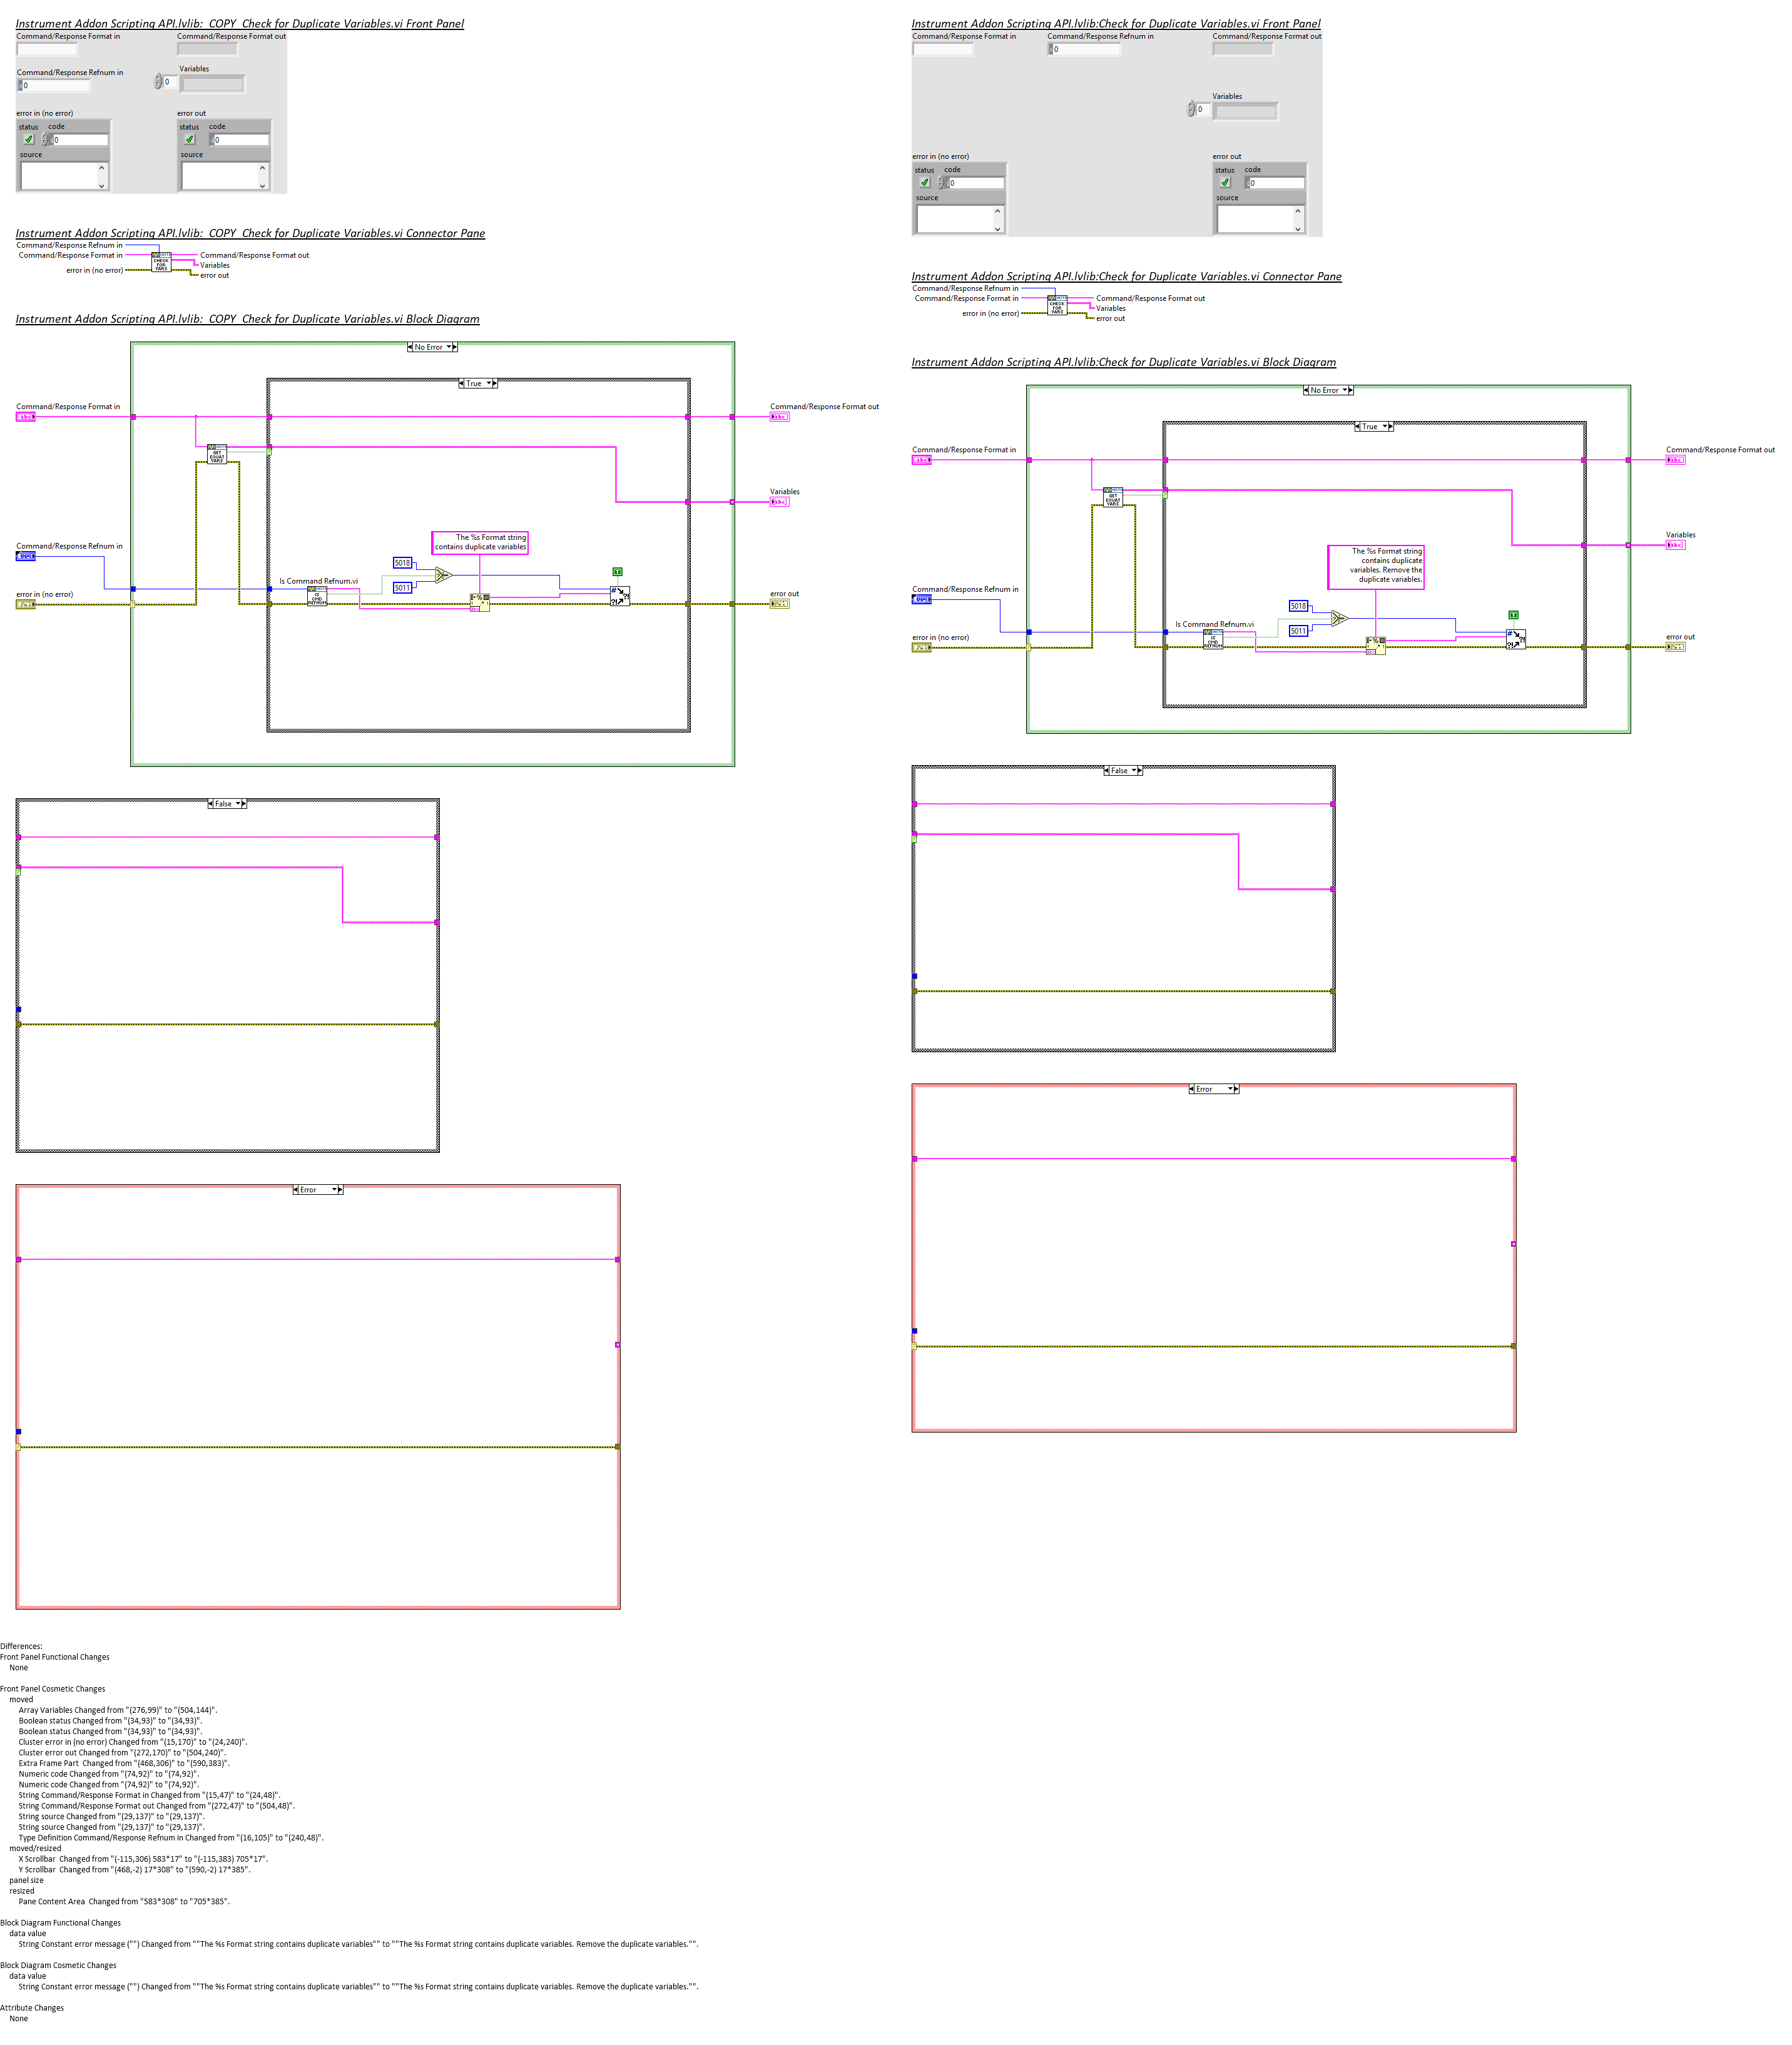 Instrument Addon Scripting API.lvlib:_COPY_Check for Duplicate Variables.vi Front Panel
Command/Response Format in
Command/Response Format out
Command/Response Refnum in
0
Variables
0
error in (no error)
status
code
0
source
error out
status
code
0
source
Instrument Addon Scripting API.lvlib:_COPY_Check for Duplicate Variables.vi Connector Pane
Command/Response Refnum in
Command/Response Format in
error in (no error)
CHECK
FOR
VARS
Command/Response Format out
Variables
error out
Instrument Addon Scripting API.lvlib:_COPY_Check for Duplicate Variables.vi Block Diagram
No Error
True
Command/Response Format in
Command/Response Format out
GET
EQUAT
VARS
Variables
Command/Response Refnum in
The %s Format string
contains duplicate variables
5018
5011
Is Command Refnum.vi
IS
CMD
REFNUM
error in (no error)
error out
False
Error
Instrument Addon Scripting API.lvlib:Check for Duplicate Variables.vi Front Panel
Command/Response Format in
Command/Response Refnum in
0
Command/Response Format out
Variables
0
error in (no error)
status
code
0
source
error out
status
code
0
source
Instrument Addon Scripting API.lvlib:Check for Duplicate Variables.vi Connector Pane
Command/Response Refnum in
Command/Response Format in
error in (no error)
CHECK
FOR
VARS
Command/Response Format out
Variables
error out
Instrument Addon Scripting API.lvlib:Check for Duplicate Variables.vi Block Diagram
No Error
True
Command/Response Format in
Command/Response Format out
GET
EQUAT
VARS
Variables
The %s Format string
contains duplicate
variables. Remove the
duplicate variables.
Command/Response Refnum in
5018
5011
Is Command Refnum.vi
IS
CMD
REFNUM
error in (no error)
error out
False
Error
Differences:
Front Panel Functional Changes
None
Front Panel Cosmetic Changes
moved
Array Variables Changed from "(276,99)" to "(504,144)".
Boolean status Changed from "(34,93)" to "(34,93)".
Boolean status Changed from "(34,93)" to "(34,93)".
Cluster error in (no error) Changed from "(15,170)" to "(24,240)".
Cluster error out Changed from "(272,170)" to "(504,240)".
Extra Frame Part  Changed from "(468,306)" to "(590,383)".
Numeric code Changed from "(74,92)" to "(74,92)".
Numeric code Changed from "(74,92)" to "(74,92)".
String Command/Response Format in Changed from "(15,47)" to "(24,48)".
String Command/Response Format out Changed from "(272,47)" to "(504,48)".
String source Changed from "(29,137)" to "(29,137)".
String source Changed from "(29,137)" to "(29,137)".
Type Definition Command/Response Refnum in Changed from "(16,105)" to "(240,48)".
moved/resized
X Scrollbar  Changed from "(-115,306) 583*17" to "(-115,383) 705*17".
Y Scrollbar  Changed from "(468,-2) 17*308" to "(590,-2) 17*385".
panel size
resized
Pane Content Area  Changed from "583*308" to "705*385".
Block Diagram Functional Changes
data value
String Constant error message ("") Changed from ""The %s Format string contains duplicate variables"" to ""The %s Format string contains duplicate variables. Remove the duplicate variables."".
Block Diagram Cosmetic Changes
data value
String Constant error message ("") Changed from ""The %s Format string contains duplicate variables"" to ""The %s Format string contains duplicate variables. Remove the duplicate variables."".
Attribute Changes
None